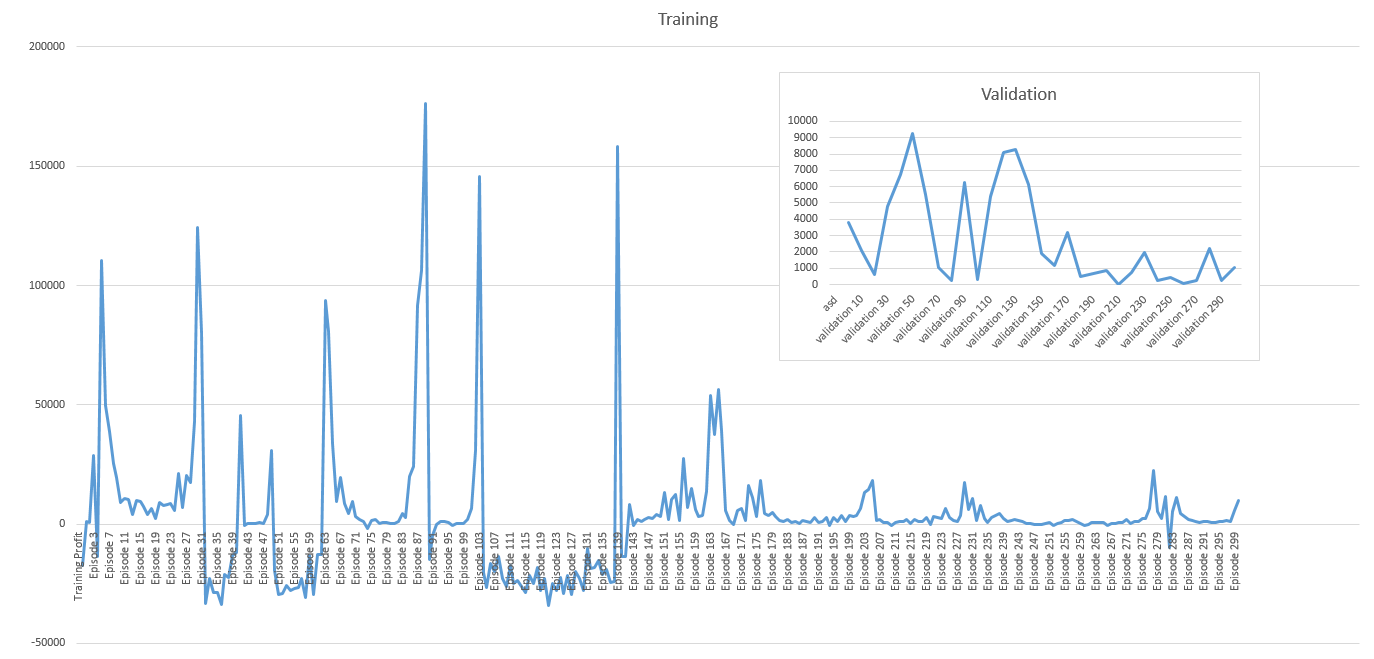 Training
200000
150000
100000
50000
0
-50000
Training Profit
Episode 3
Episode 7
Episode 11
Episode 15
Episode 19
Episode 23
Episode 27
Episode 31
Episode 35
Episode 39
Episode 43
Episode 47
Episode 51
Episode 55
Episode 59
Episode 63
Episode 67
Episode 71
Episode 75
Episode 79
Episode 83
Episode 87
Episode 91
Episode 95
Episode 99
Episode 103
Episode 107
Episode 111
Episode 115
Episode 119
Episode 123
Episode 127
Episode 131
Episode 135
Episode 139
Episode 143
Episode 147
Episode 151
Episode 155
Episode 159
Episode 163
Episode 167
Episode 171
Episode 175
Episode 179
Episode 183
Episode 187
Episode 191
Episode 195
Episode 199
Episode 203
Episode 207
Episode 211
Episode 215
Episode 219
Episode 223
Episode 227
Episode 231
Episode 235
Episode 239
Episode 243
Episode 247
Episode 251
Episode 255
Episode 259
Episode 263
Episode 267
Episode 271
Episode 275
Episode 279
Episode 283
Episode 287
Episode 291
Episode 295
Episode 299
Validation
10000
9000
8000
7000
6000
5000
4000
3000
2000
1000
0
asd
validation 10
validation 30
validation 50
validation 70
validation 90
validation 110
validation 130
validation 150
validation 170
validation 190
validation 210
validation 230
validation 250
validation 270
validation 290